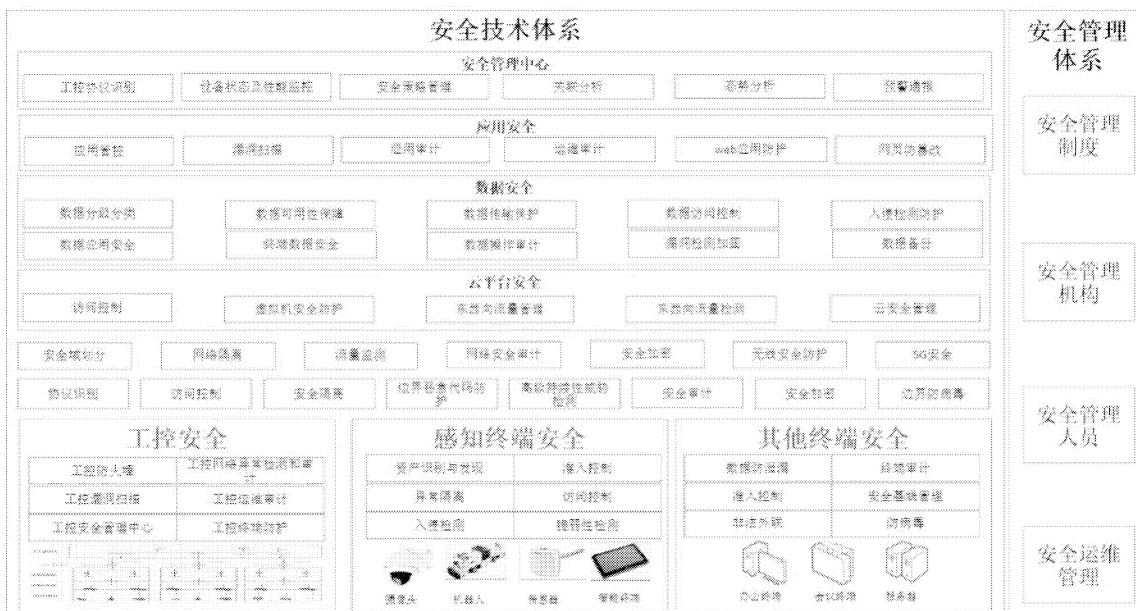 安全技术体系
安全管理中心
工控协议识别 设备状态及性能监控 安全策略管理 关联分析 态势分析 预警通报
应用安全
应用管控 漏洞扫描 应用审计 运维审计 web应用防护 网页防篡改
数据安全
数据分级分类 数据可用性保障 数据传输保护 数据访问控制 入侵检测防护
数据应用安全 终端数据安全 数据操作审计 漏洞检测加固 数据备份
云平台安全
访问控制 虚拟机安全防护 东西向流量管理 东西向流量检测 云安全管理
安全域划分 网络隔离 流量监测 网络安全审计 安全加密 无线安全防护 5G安全
协议识别 访问控制 安全隔离 边界恶意代码防 高级持续性威胁 安全审计 安全加密 边界防病毒
护 检测
工控安全
工控防火墙 工控网络异常检测和审
计
工控漏洞扫描 工控运维审计
工控安全管理中心 工控终端防护
感知终端安全
资产识别与发现 准入控制
异常隔离 访问控制
入侵检测 脆弱性检测
摄像头 机器人 传感器 智能终端
其他终端安全
数据防泄漏 终端审计
准入控制 安全基线管理
非法外联 防病毒
办公终端 会议终端 服务器
安全管理
体系
安全管理
制度
安全管理
机构
安全管理
人员
安全运维
管理